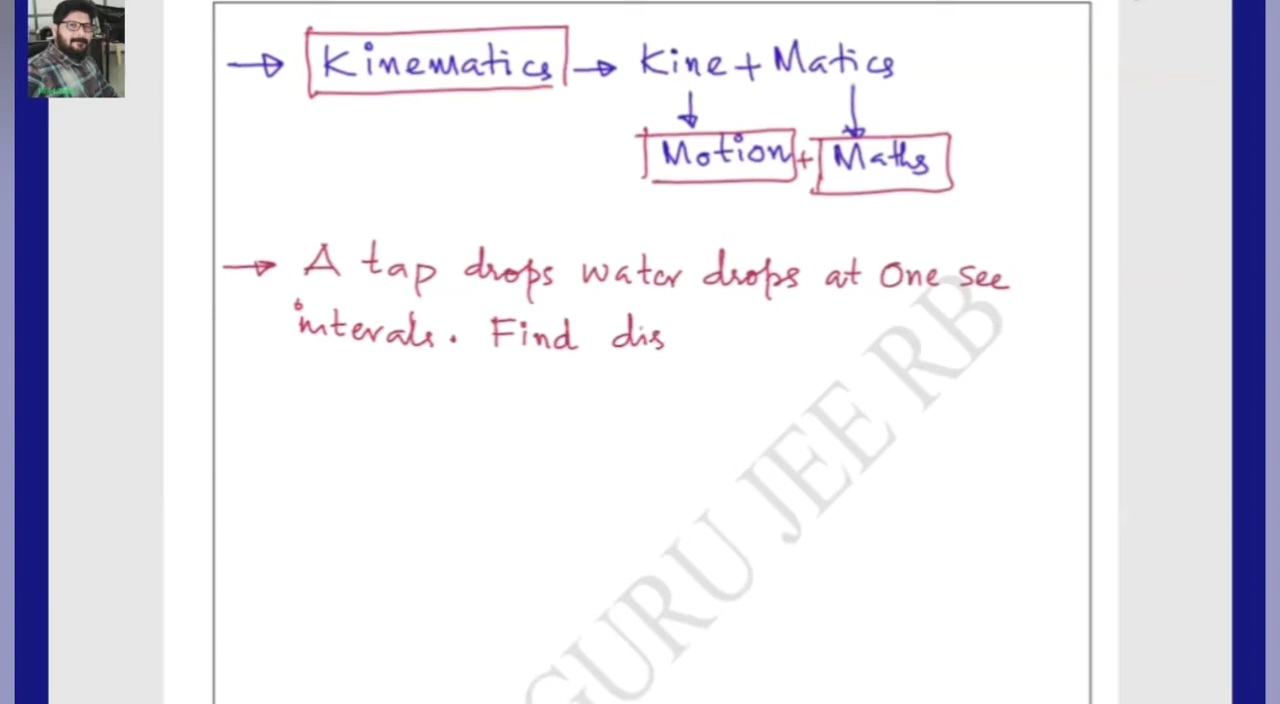 → Kinematics → Kine + Matics
Motion + Maths
→ A tap drops water drops at One sec
intervals. Find dis
GURU JEE RB